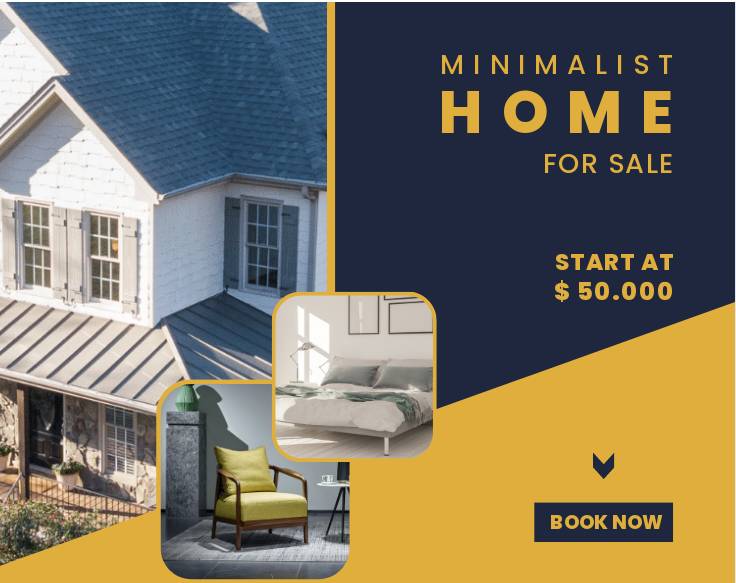 MINIMALIST
HOME
FOR SALE
START AT
$ 50.000
BOOK NOW